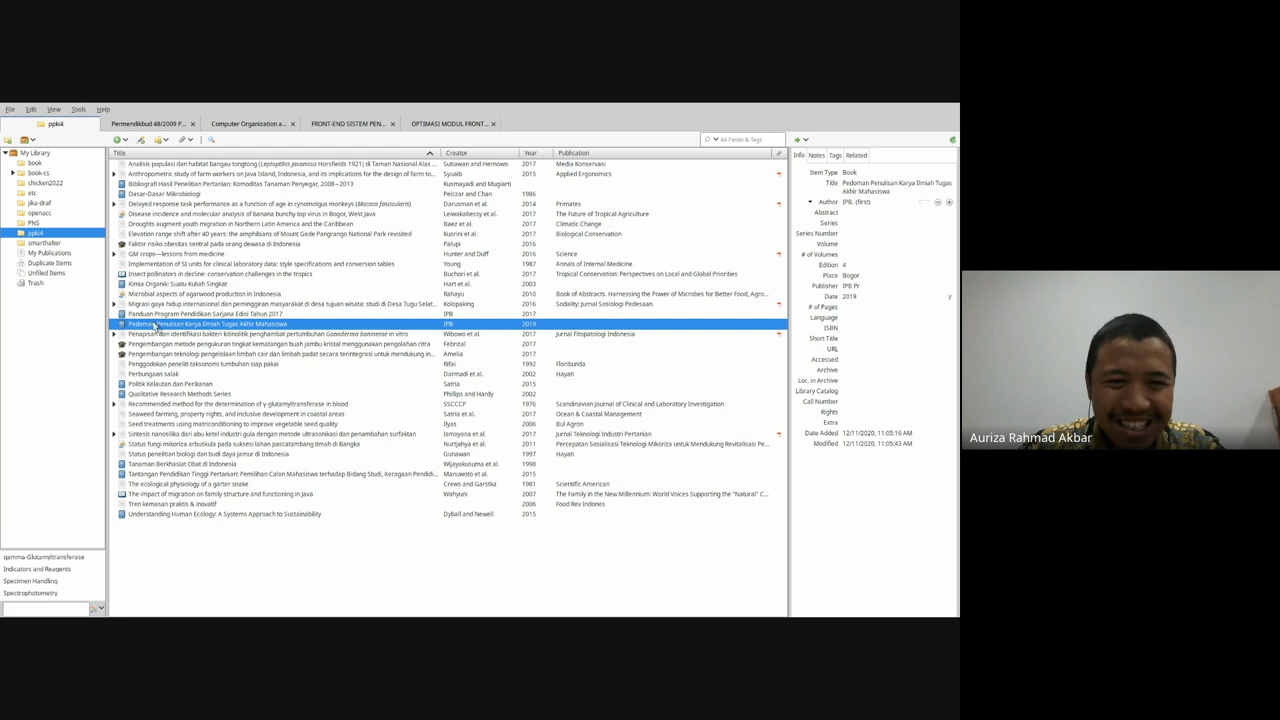 File Edit View Tools Help
ppki4 Permendikbud 48/2009 P... Computer Organization a... FRONT-END SISTEM PEN... OPTIMASI MODUL FRONT...
All Fields & Tags
My Library
book
book-cs
chicken2022
etc
jika-draf
openacc
PNS
ppki4
smarthalter
My Publications
Duplicate Items
Unfiled Items
Trash
gamma-Glutamyltransferase
Indicators and Reagents
Specimen Handling
Spectrophotometry
Title Creator Year Publication
Analisis populasi dan habitat bangau tongtong (Leptoptilos javanicus Horsfields 1921) di Taman Nasional Alas ... Sutiawan and Hernowo 2017 Media Konservasi
Anthropometric study of farm workers on Java Island, Indonesia, and its implications for the design of farm to... Syuaib 2015 Applied Ergonomics
Bibliografi Hasil Penelitian Pertanian: Komoditas Tanaman Penyegar, 2008−2013 Kusmayadi and Mugiarti
Dasar-Dasar Mikrobiologi Pelczar and Chan 1986
Delayed response task performance as a function of age in cynomolgus monkeys (Macaca fascicularis) Darusman et al. 2014 Primates
Disease incidence and molecular analysis of banana bunchy top virus in Bogor, West Java Leiwakabessy et al. 2017 The Future of Tropical Agriculture
Droughts augment youth migration in Northern Latin America and the Caribbean Baez et al. 2017 Climatic Change
Elevation range shift after 40 years: the amphibians of Mount Gede Pangrango National Park revisited Kusrini et al. 2017 Biological Conservation
Faktor risiko obesitas sentral pada orang dewasa di Indonesia Palupi 2016
GM crops—lessons from medicine Hunter and Duff 2016 Science
Implementation of SI units for clinical laboratory data: style specifications and conversion tables Young 1987 Annals of Internal Medicine
Insect pollinators in decline: conservation challenges in the tropics Buchori et al. 2017 Tropical Conservation: Perspectives on Local and Global Priorities
Kimia Organik: Suatu Kuliah Singkat Hart et al. 2003
Microbial aspects of agarwood production in Indonesia Rahayu 2010 Book of Abstracts. Harnessing the Power of Microbes for Better Food, Agro...
Migrasi gaya hidup internasional dan peminggiran masyarakat di desa tujuan wisata: studi di Desa Tugu Selat... Kolopaking 2016 Sodality: Jurnal Sosiologi Pedesaan
Panduan Program Pendidikan Sarjana Edisi Tahun 2017 IPB 2017
Pedoman Penulisan Karya Ilmiah Tugas Akhir Mahasiswa IPB 2019
Penapisan dan identifikasi bakteri kitinolitik penghambat pertumbuhan Ganoderma boninense in vitro Wibowo et al. 2017 Jurnal Fitopatologi Indonesia
Pengembangan metode pengukuran tingkat kematangan buah jambu kristal menggunakan pengolahan citra Febrizal 2017
Pengembangan teknologi pengelolaan limbah cair dan limbah padat secara terintegrasi untuk mendukung in... Amelia 2017
Penggodokan peneliti taksonomi tumbuhan siap pakai Rifai 1992 Floribunda
Perbungaan salak Darmadi et al. 2002 Hayati
Politik Kelautan dan Perikanan Satria 2015
Qualitative Research Methods Series Phillips and Hardy 2002
Recommended method for the determination of γ-glutamyltransferase in blood SSCCCP 1976 Scandinavian Journal of Clinical and Laboratory Investigation
Seaweed farming, property rights, and inclusive development in coastal areas Satria et al. 2017 Ocean & Coastal Management
Seed treatments using matriconditioning to improve vegetable seed quality Ilyas 2006 Bul Agron
Sintesis nanosilika dari abu ketel industri gula dengan metode ultrasonikasi dan penambahan surfaktan Ismayana et al. 2017 Jurnal Teknologi Industri Pertanian
Status fungi mikoriza arbuskula pada sukun di Pulau Bangka Nurtjahya et al. 2011 Percepatan Sosialisasi Teknologi Mikoriza untuk Mendukung Revitalisasi Pe...
Status penelitian biologi dan budi daya jamur di Indonesia Gunawan 1997 Hayati
Tanaman Berkhasiat Obat di Indonesia Wijayakusuma et al. 1998
Tantangan Pendidikan Tinggi Pertanian: Pemilihan Calon Mahasiswa terhadap Bidang Studi, Keragaan Pendidi... Manuwoto et al. 2015
The ecological physiology of a garter snake Crews and Garstka 1981 Scientific American
The impact of migration on family structure and functioning in Java Wahyuni 2007 The Family in the New Millennium: World Voices Supporting the "Natural" C...
Tren kemasan praktis & inovatif 2006 Food Rev Indones
Understanding Human Ecology: A Systems Approach to Sustainability Dyball and Newell 2015
Info Notes Tags Related
Item Type Book
Title Pedoman Penulisan Karya Ilmiah Tugas
Akhir Mahasiswa
Author IPB, (first)
Abstract
Series
Series Number
Volume
# of Volumes
Edition 4
Place Bogor
Publisher IPB Pr
Date 2019 y
# of Pages
Language
ISBN
Short Title
URL
Accessed
Archive
Loc. in Archive
Library Catalog
Call Number
Rights
Extra
Date Added 12/11/2020, 11:05:16 AM
Modified 12/11/2020, 11:05:43 AM
Auriza Rahmad Akbar